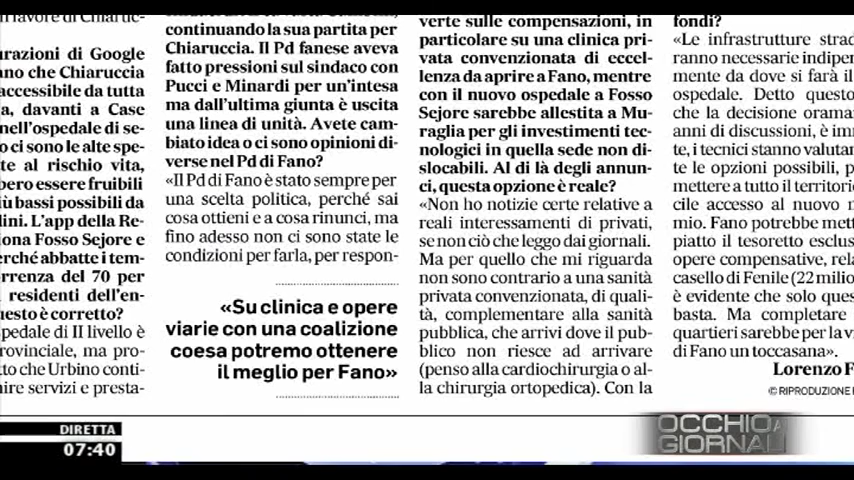 urazioni di Google
ano che Chiaruccia
accessibile da tutta
a, davanti a Case
nell'ospedale di se-
o ci sono le alte spe-
te al rischio vita,
bero essere fruibili
iù bassi possibili da
lini. L'app della Re-
iona Fosso Sejore e
erché abbatte i tem-
orrenza del 70 per
i residenti dell'en-
uesto è corretto?
spedale di II livello è
rovinciale, ma pro-
tto che Urbino conti-
nire servizi e presta-
continuando la sua partita per
Chiaruccia. Il Pd fanese aveva
fatto pressioni sul sindaco con
Pucci e Minardi per un'intesa
ma dall'ultima giunta è uscita
una linea di unità. Avete cam-
biato idea o ci sono opinioni di-
verse nel Pd di Fano?
«Il Pd di Fano è stato sempre per
una scelta politica, perché sai
cosa ottieni e a cosa rinunci, ma
fino adesso non ci sono state le
condizioni per farla, per respon-
«Su clinica e opere
viarie con una coalizione
coesa potremo ottenere
il meglio per Fano»
verte sulle compensazioni, in
particolare su una clinica pri-
vata convenzionata di eccel-
lenza da aprire a Fano, mentre
con il nuovo ospedale a Fosso
Sejore sarebbe allestita a Mu-
raglia per gli investimenti tec-
nologici in quella sede non di-
slocabili. Al di là degli annun-
ci, questa opzione è reale?
«Non ho notizie certe relative a
reali interessamenti di privati,
se non ciò che leggo dai giornali.
Ma per quello che mi riguarda
non sono contrario a una sanità
privata convenzionata, di quali-
tà, complementare alla sanità
pubblica, che arrivi dove il pub-
blico non riesce ad arrivare
(penso alla cardiochirurgia o al-
la chirurgia ortopedica). Con la
fondi?
«Le infrastrutture strad
ranno necessarie indipen
mente da dove si farà il
ospedale. Detto questo
che la decisione oramai
anni di discussioni, è imm
te, i tecnici stanno valutan
te le opzioni possibili, p
mettere a tutto il territorio
cile accesso al nuovo n
mio. Fano potrebbe mett
piatto il tesoretto esclus
opere compensative, rela
casello di Fenile (22 milio
è evidente che solo ques
basta. Ma completare
quartieri sarebbe per la vi
di Fano un toccasana».
Lorenzo F
© RIPRODUZIONE
DIRETTA
07:40
OCCHIO AI
GIORNALI